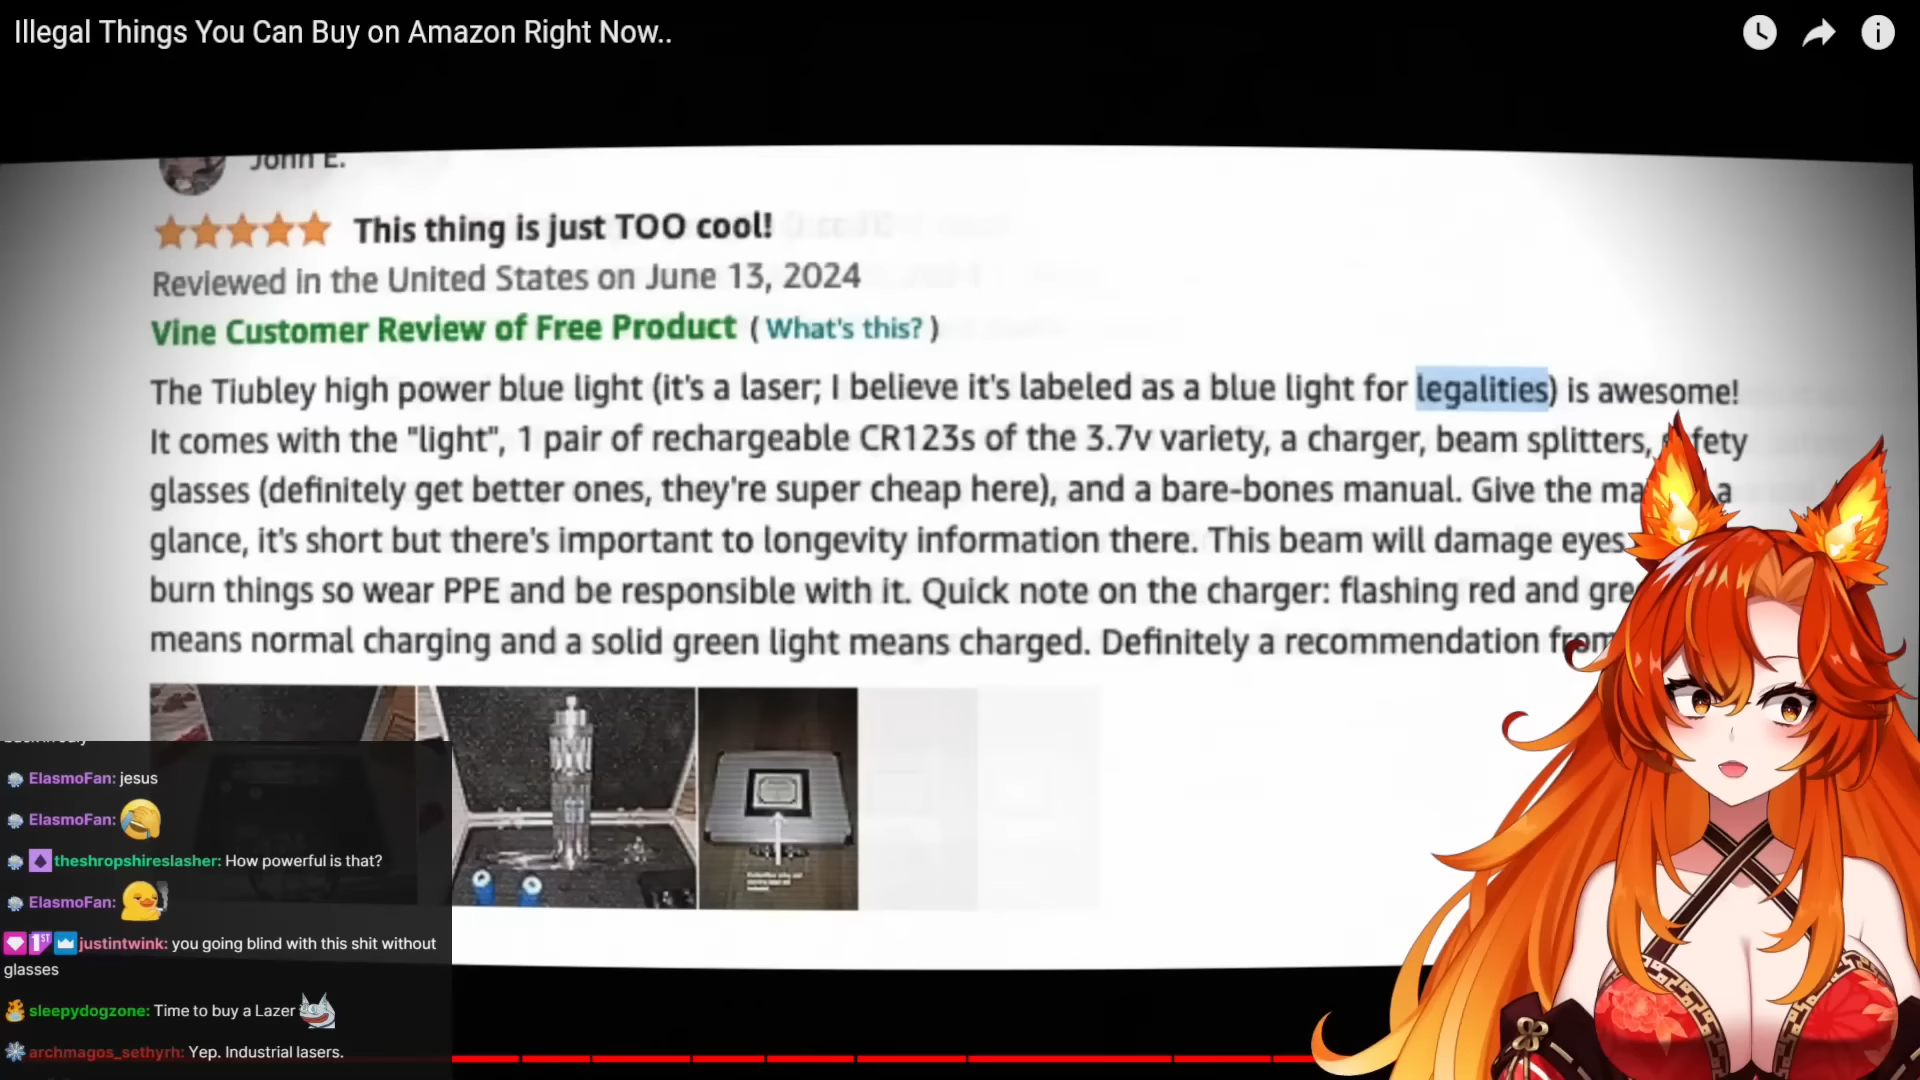 Illegal Things You Can Buy on Amazon Right Now..
John E.
This thing is just TOO cool!
Reviewed in the United States on June 13, 2024
Vine Customer Review of Free Product ( What's this? )
The Tiubley high power blue light (it's a laser; I believe it's labeled as a blue light for legalities) is awesome!
It comes with the "light", 1 pair of rechargeable CR123s of the 3.7v variety, a charger, beam splitters, safety
glasses (definitely get better ones, they're super cheap here), and a bare-bones manual. Give the ma a
glance, it's short but there's important to longevity information there. This beam will damage eyes
burn things so wear PPE and be responsible with it. Quick note on the charger: flashing red and gre
means normal charging and a solid green light means charged. Definitely a recommendation from
ElasmoFan: jesus
ElasmoFan:
theshropshireslasher: How powerful is that?
ElasmoFan:
1ST justintwink: you going blind with this shit without
glasses
sleepydogzone: Time to buy a Lazer
archmagos_sethyrh: Yep. Industrial lasers.